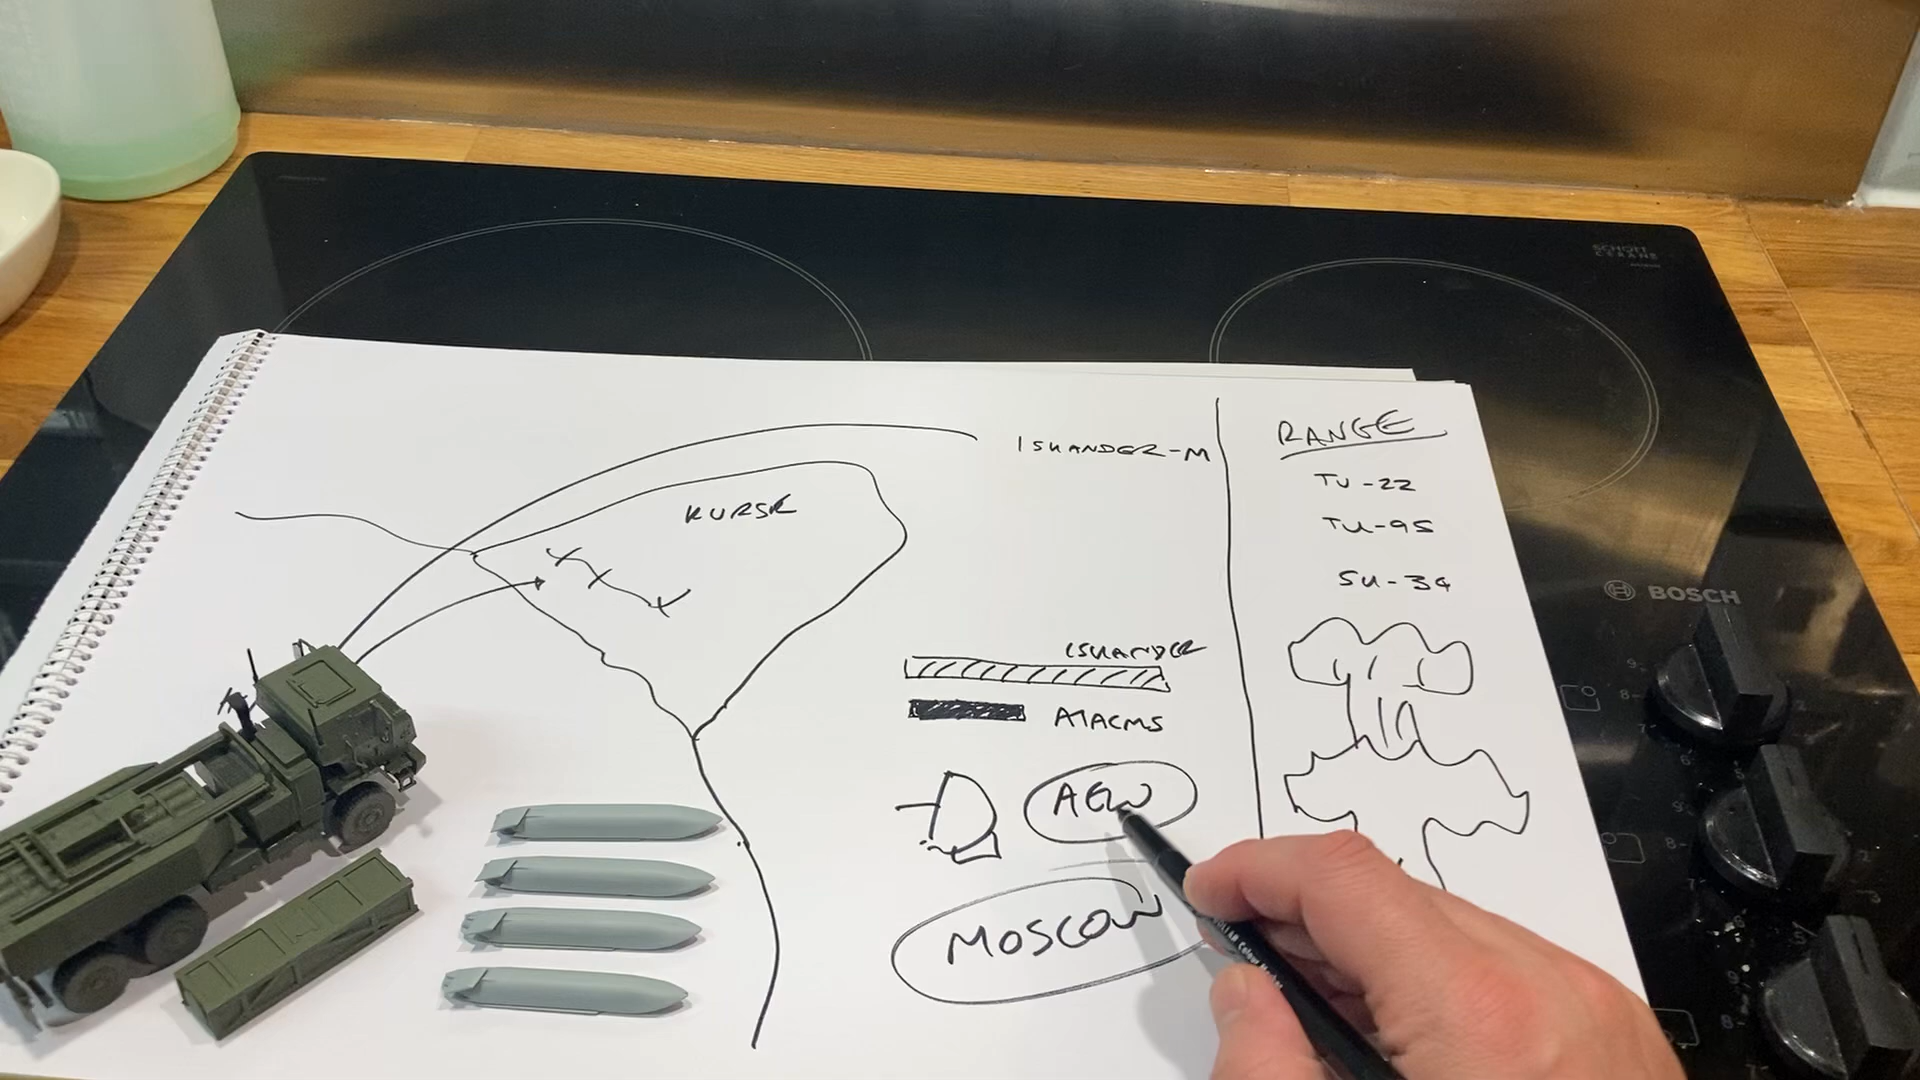 ISKANDER-M
KURSK
ISKANDER
ATACMS
AEW
MOSCOW
RANGE
TU-22
TU-95
SU-34
SCHOTT
CERAN
BOSCH